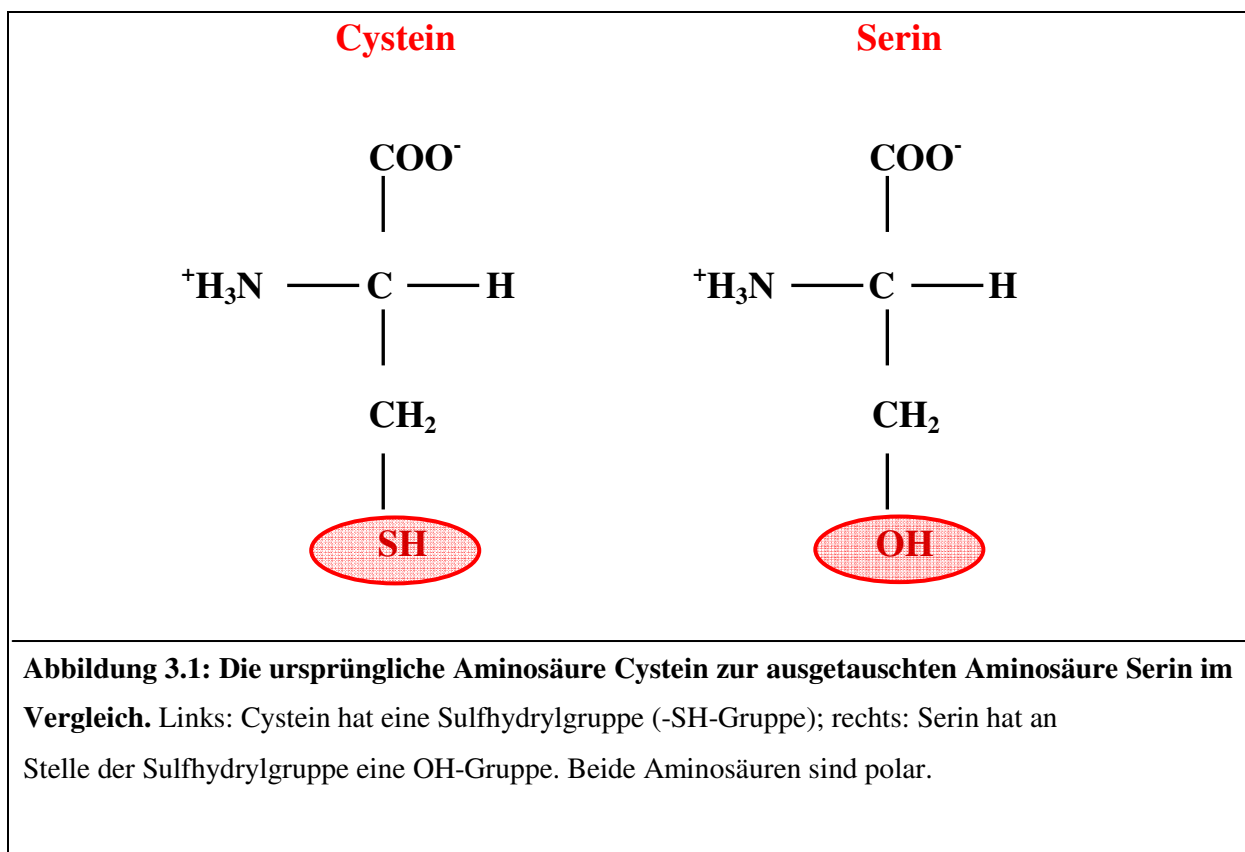 Cystein Serin
COO⁻ COO⁻
⁺H₃N C H ⁺H₃N C H
CH₂ CH₂
SH OH
Abbildung 3.1: Die ursprüngliche Aminosäure Cystein zur ausgetauschten Aminosäure Serin im
Vergleich. Links: Cystein hat eine Sulfhydrylgruppe (-SH-Gruppe); rechts: Serin hat an
Stelle der Sulfhydrylgruppe eine OH-Gruppe. Beide Aminosäuren sind polar.